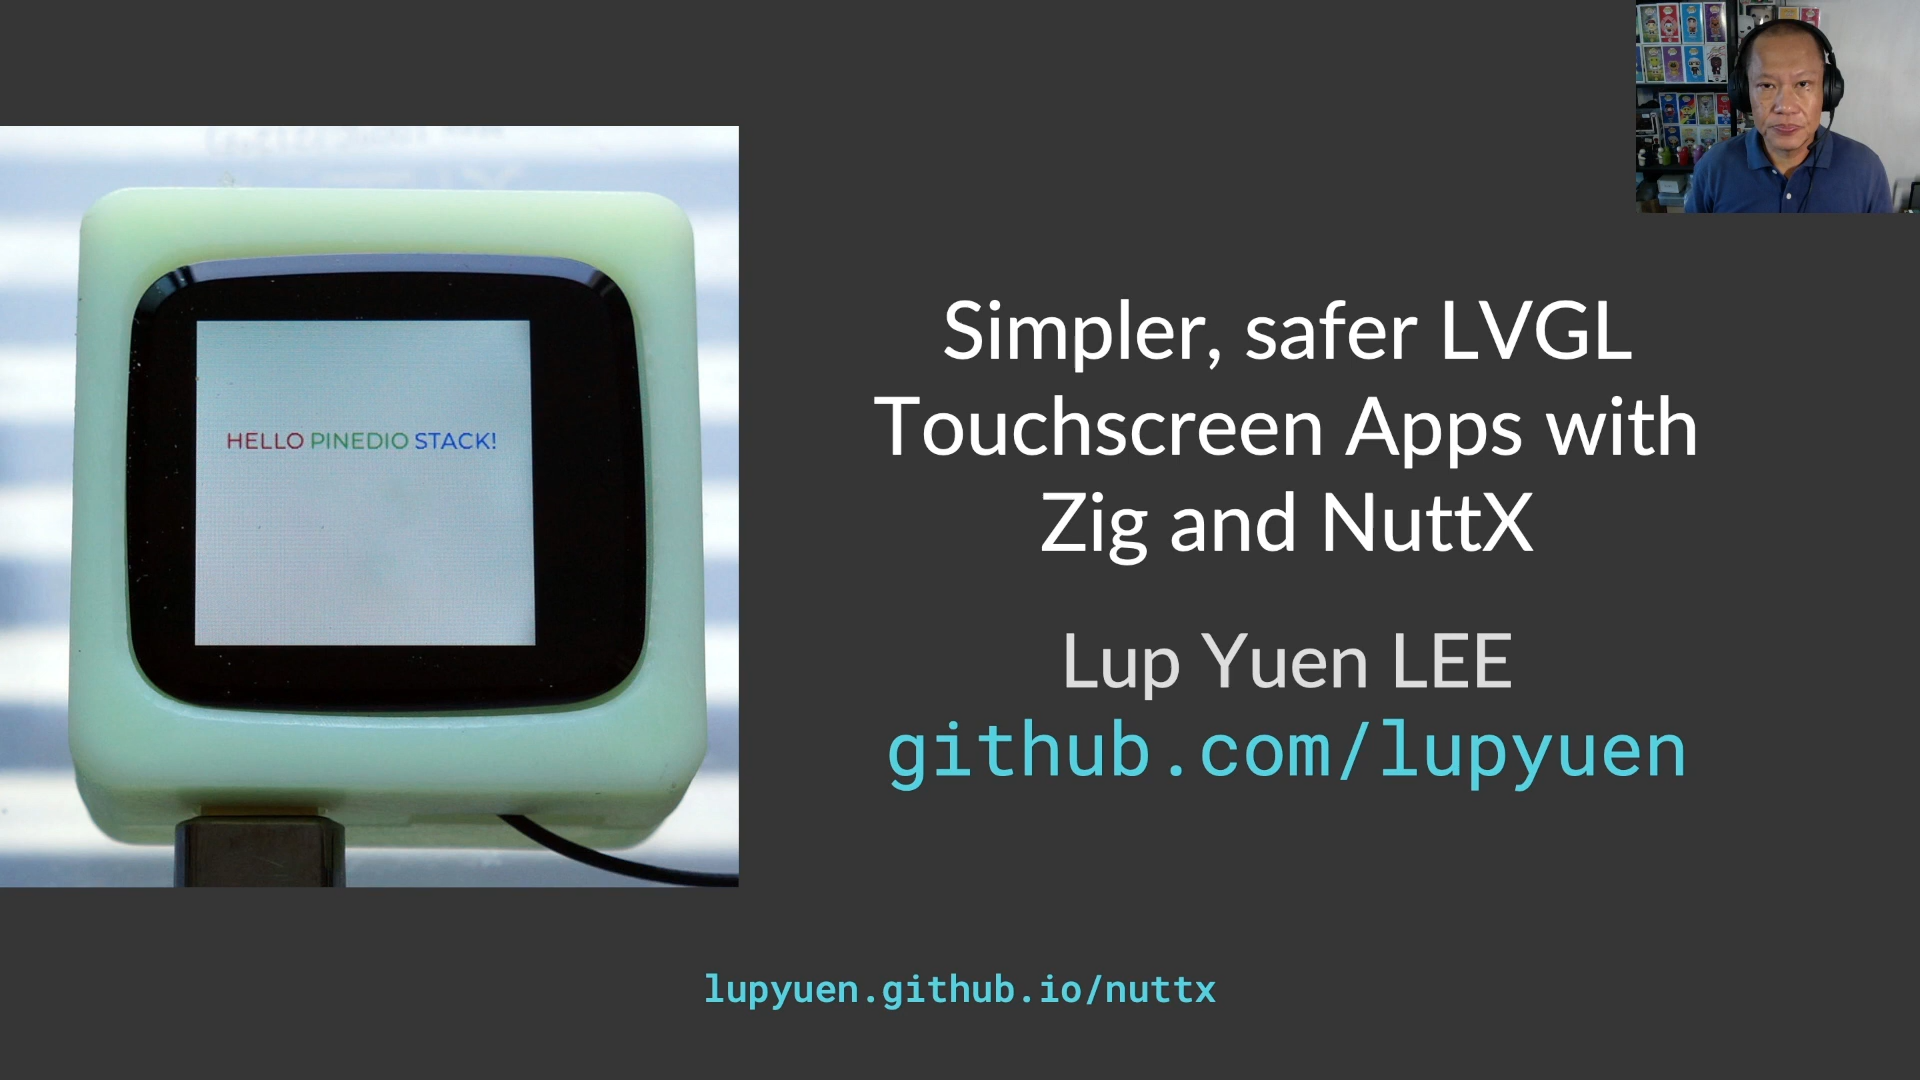 HELLO PINEDIO STACK!
Simpler, safer LVGL
Touchscreen Apps with
Zig and NuttX
Lup Yuen LEE
github.com/lupyuen
lupyuen.github.io/nuttx